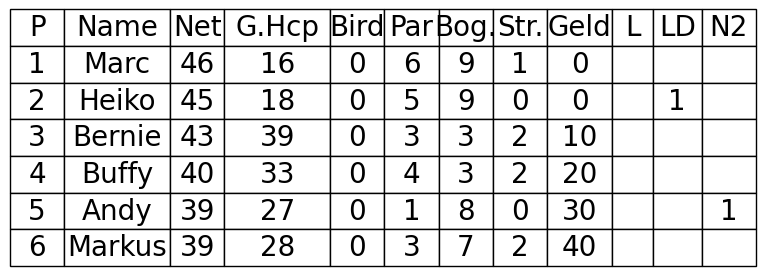 P Name Net G.Hcp Bird Par Bog. Str. Geld L LD N2
1 Marc 46 16 0 6 9 1 0
2 Heiko 45 18 0 5 9 0 0 1
3 Bernie 43 39 0 3 3 2 10
4 Buffy 40 33 0 4 3 2 20
5 Andy 39 27 0 1 8 0 30 1
6 Markus 39 28 0 3 7 2 40